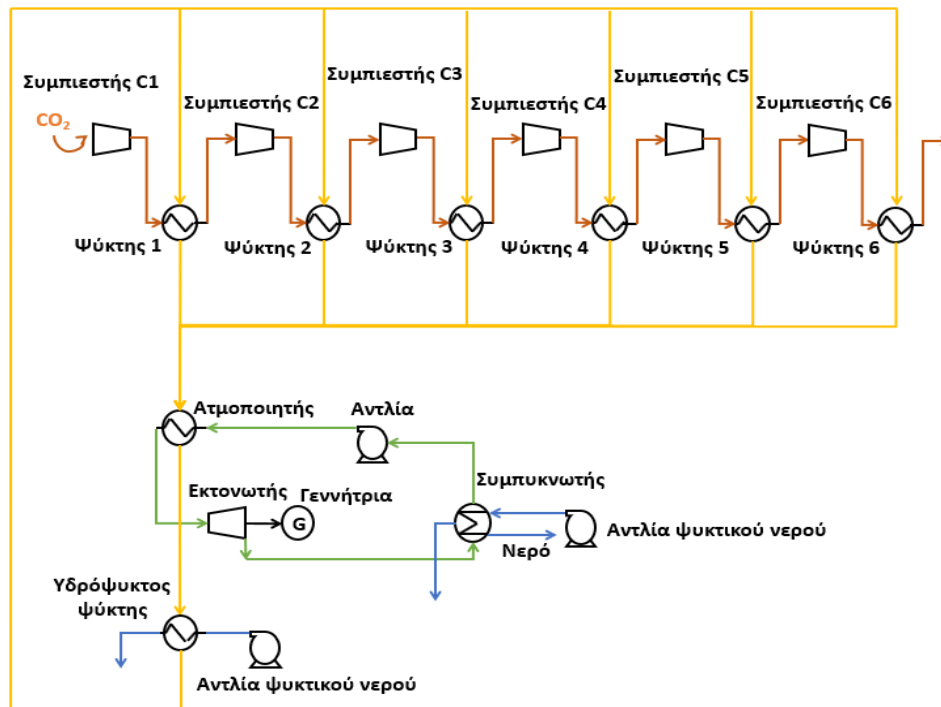 Συμπιεστής C1
Συμπιεστής C2
Συμπιεστής C3
Συμπιεστής C4
Συμπιεστής C5
Συμπιεστής C6
CO₂
Ψύκτης 1
Ψύκτης 2
Ψύκτης 3
Ψύκτης 4
Ψύκτης 5
Ψύκτης 6
Ατμοποιητής
Αντλία
Εκτονωτής
Γεννήτρια
G
Συμπυκνωτής
Αντλία ψυκτικού νερού
Νερό
Υδρόψυκτος
ψύκτης
Αντλία ψυκτικού νερού